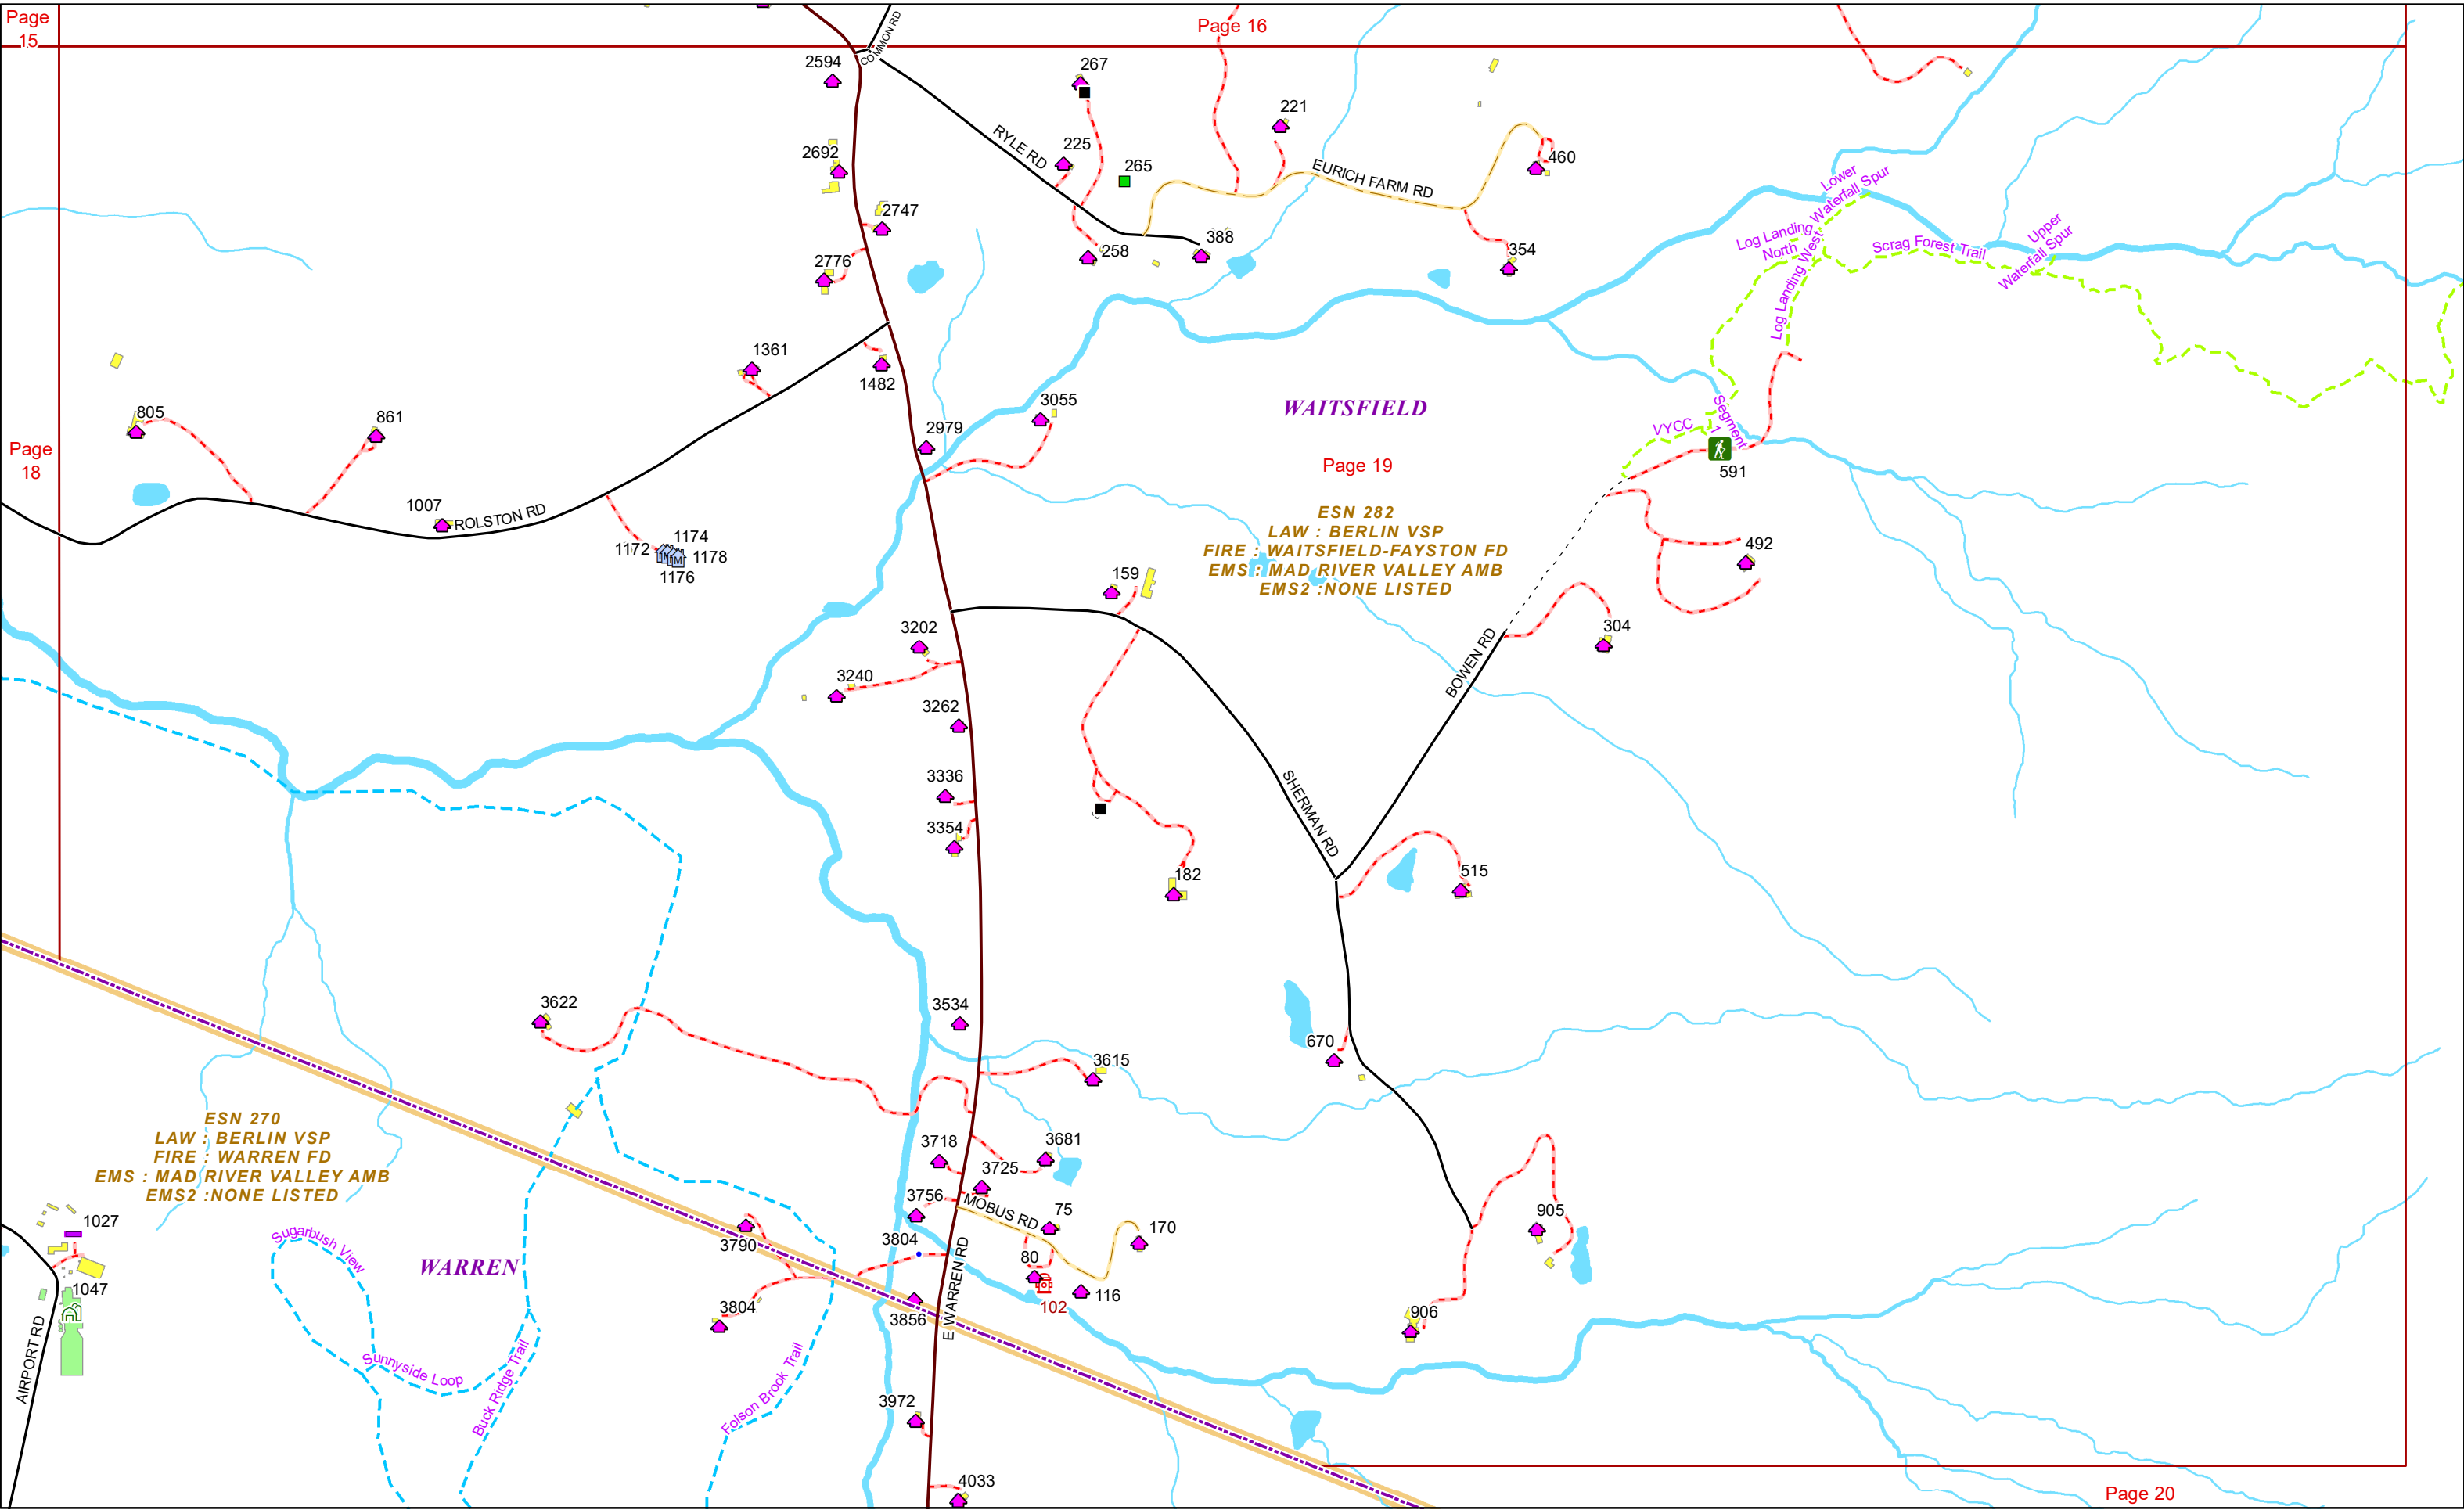 Page
15
Page 16
COMMON RD
2594
267
221
RYLE RD
225
265
2692
460
EURICH FARM RD
Lower
Waterfall Spur
2747
388
258
354
Log Landing
North
Log Landing West
Scrag Forest Trail
Upper
Waterfall Spur
2776
1361
1482
3055
WAITSFIELD
805
861
2979
VYCC
Segment
1
Page
18
Page 19
591
1007
ROLSTON RD
ESN 282
LAW : BERLIN VSP
FIRE : WAITSFIELD-FAYSTON FD
EMS : MAD RIVER VALLEY AMB
EMS2 :NONE LISTED
1174
1172
1178
1176
M
492
159
304
3202
3240
BOWEN RD
3262
3336
SHERMAN RD
3354
182
515
3622
3534
670
3615
ESN 270
LAW : BERLIN VSP
FIRE : WARREN FD
EMS : MAD RIVER VALLEY AMB
EMS2 :NONE LISTED
3718
3681
3725
3756
MOBUS RD
75
170
905
1027
Sugarbush View
WARREN
3790
3804
80
E WARREN RD
1047
102
116
3804
3856
906
AIRPORT RD
Sunnyside Loop
Buck Ridge Trail
Folson Brook Trail
3972
4033
Page 20